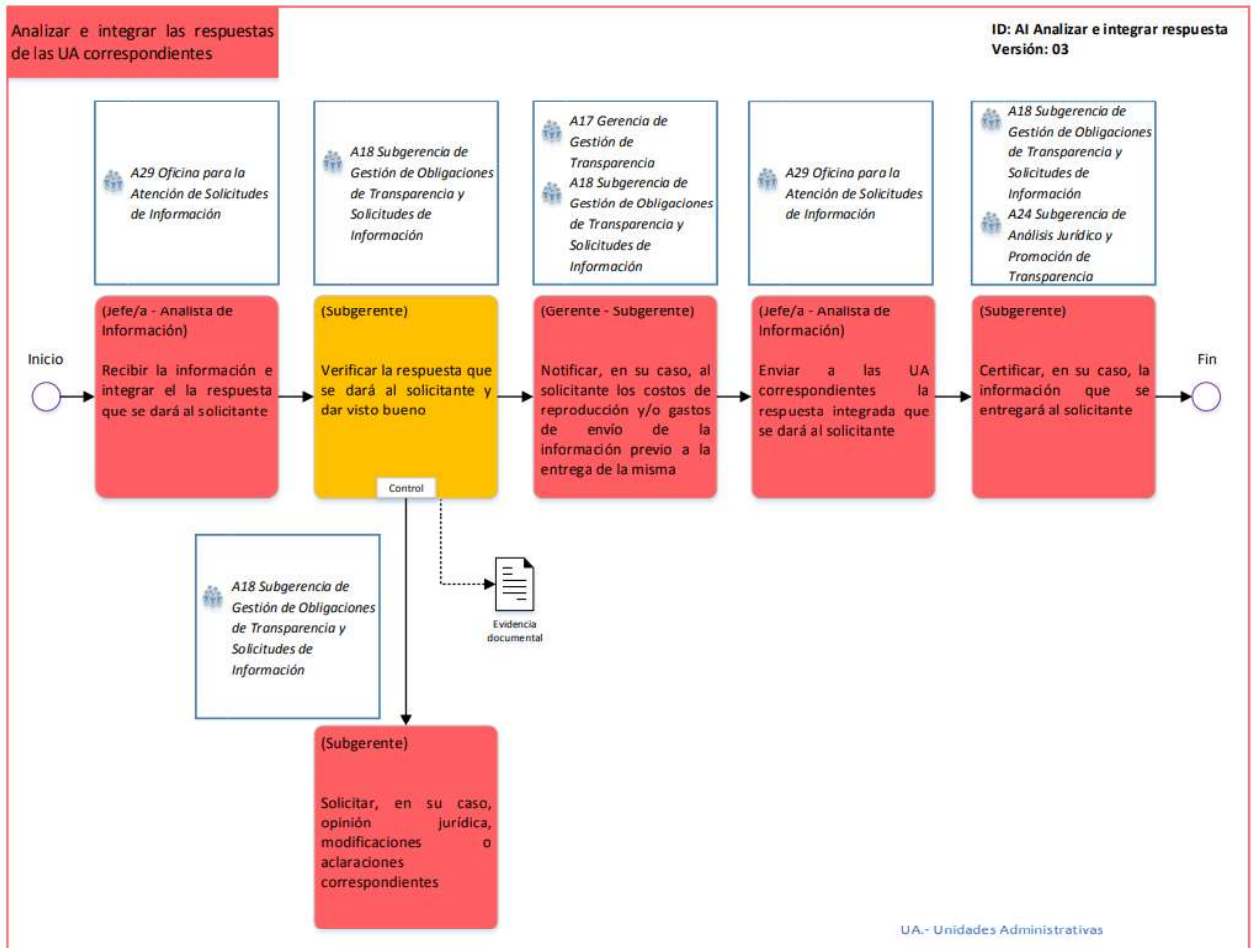 Analizar e integrar las respuestas
de las UA correspondientes
ID: AI Analizar e integrar respuesta
Versión: 03
A29 Oficina para la
Atención de Solicitudes
de Información
A18 Subgerencia de
Gestión de Obligaciones
de Transparencia y
Solicitudes de
Información
A17 Gerencia de
Gestión de
Transparencia
A18 Subgerencia de
Gestión de Obligaciones
de Transparencia y
Solicitudes de
Información
A29 Oficina para la
Atención de Solicitudes
de Información
A18 Subgerencia de
Gestión de Obligaciones
de Transparencia y
Solicitudes de
Información
A24 Subgerencia de
Análisis Jurídico y
Promoción de
Transparencia
Inicio
(Jefe/a - Analista de
Información)
Recibir la información e
integrar el la respuesta
que se dará al solicitante
(Subgerente)
Verificar la respuesta que
se dará al solicitante y
dar visto bueno
Control
(Gerente - Subgerente)
Notificar, en su caso, al
solicitante los costos de
reproducción y/o gastos
de envío de la
información previo a la
entrega de la misma
(Jefe/a - Analista de
Información)
Enviar a las UA
correspondientes la
respuesta integrada que
se dará al solicitante
(Subgerente)
Certificar, en su caso, la
información que se
entregará al solicitante
Fin
A18 Subgerencia de
Gestión de Obligaciones
de Transparencia y
Solicitudes de
Información
Evidencia
documental
(Subgerente)
Solicitar, en su caso,
opinión jurídica,
modificaciones o
aclaraciones
correspondientes
UA.- Unidades Administrativas